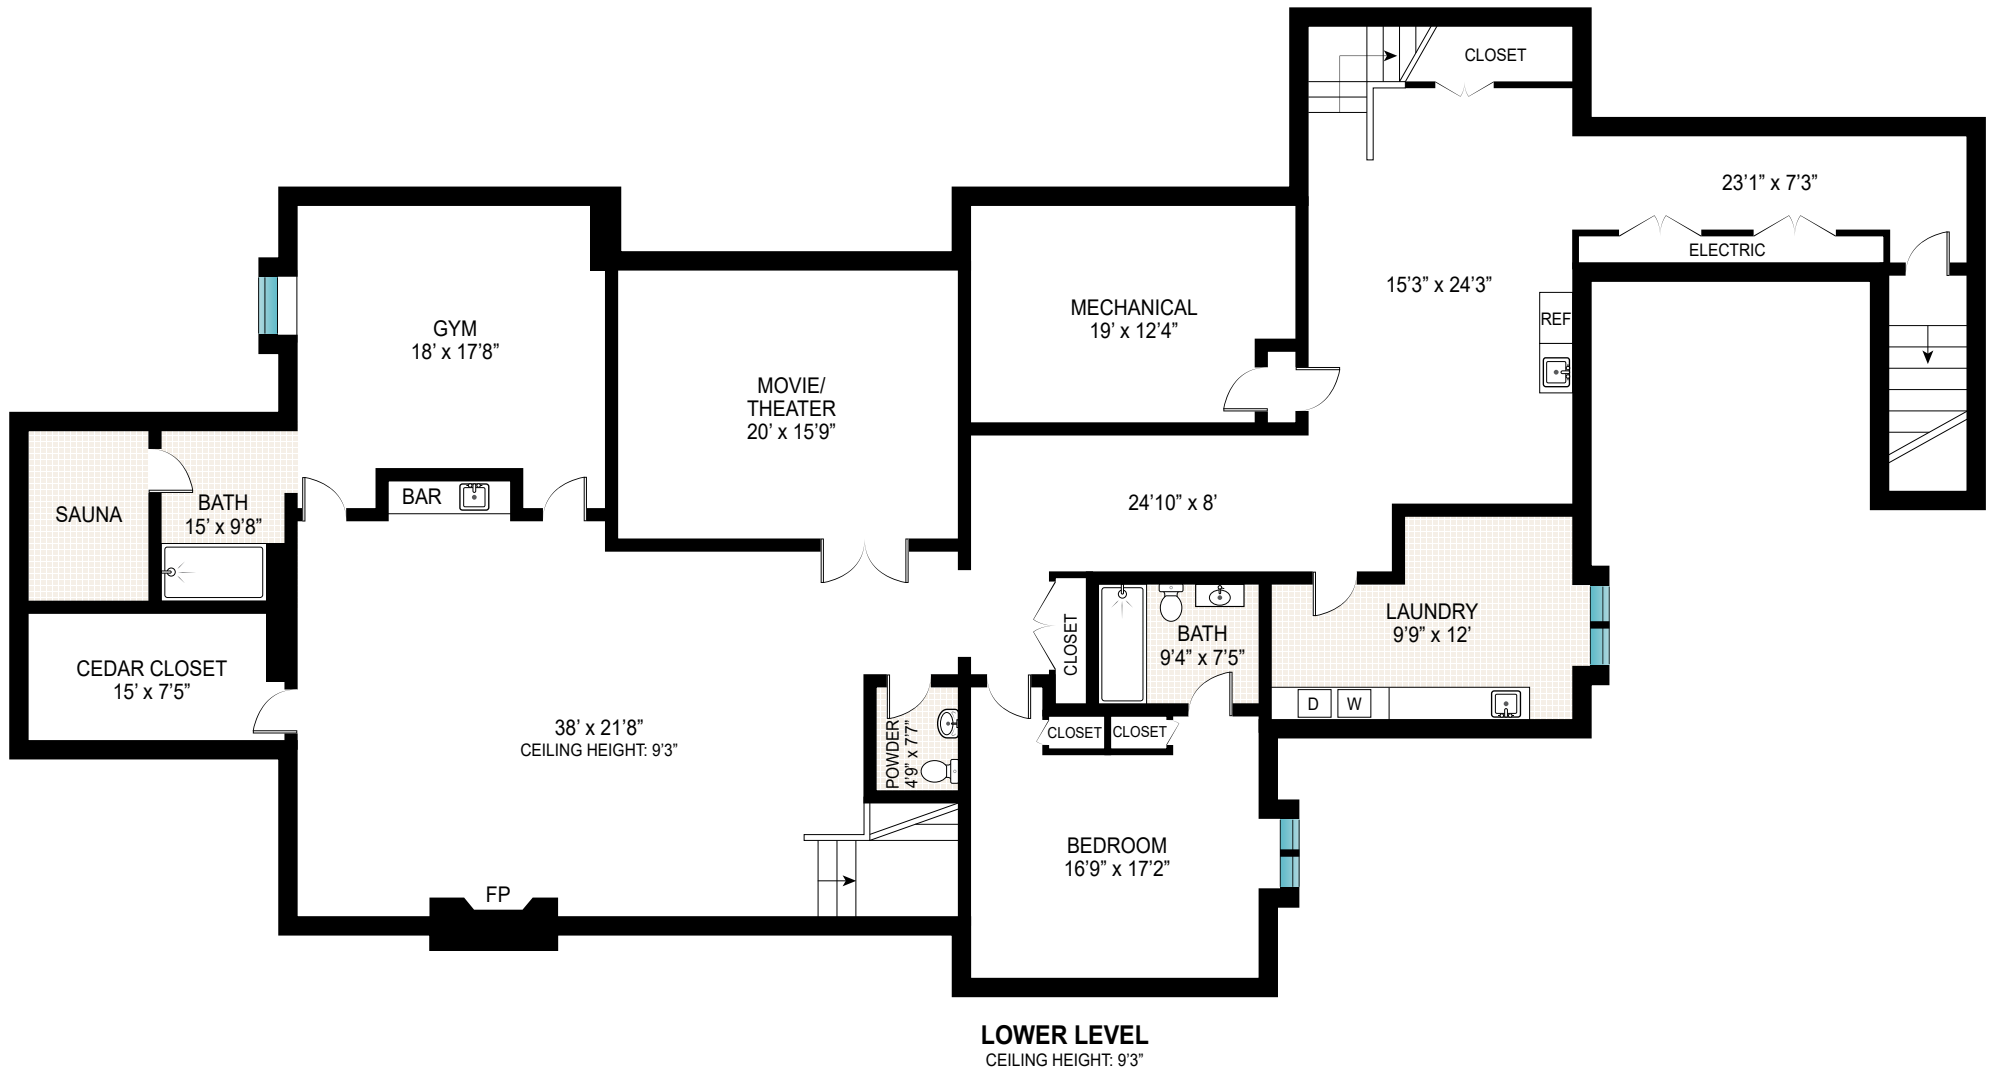 CLOSET
23’1” x 7’3”
ELECTRIC
15’3” x 24’3”
REF
MECHANICAL
19’ x 12’4”
GYM
18’ x 17’8”
MOVIE/
THEATER
20’ x 15’9”
BAR
SAUNA
BATH
15’ x 9’8”
24’10” x 8’
LAUNDRY
9’9” x 12’
D
W
CLOSET
BATH
9’4” x 7’5”
CEDAR CLOSET
15’ x 7’5”
38’ x 21’8”
CEILING HEIGHT: 9’3”
POWDER
4’9” x 7’7”
CLOSET
CLOSET
BEDROOM
16’9” x 17’2”
FP
LOWER LEVEL
CEILING HEIGHT: 9’3”